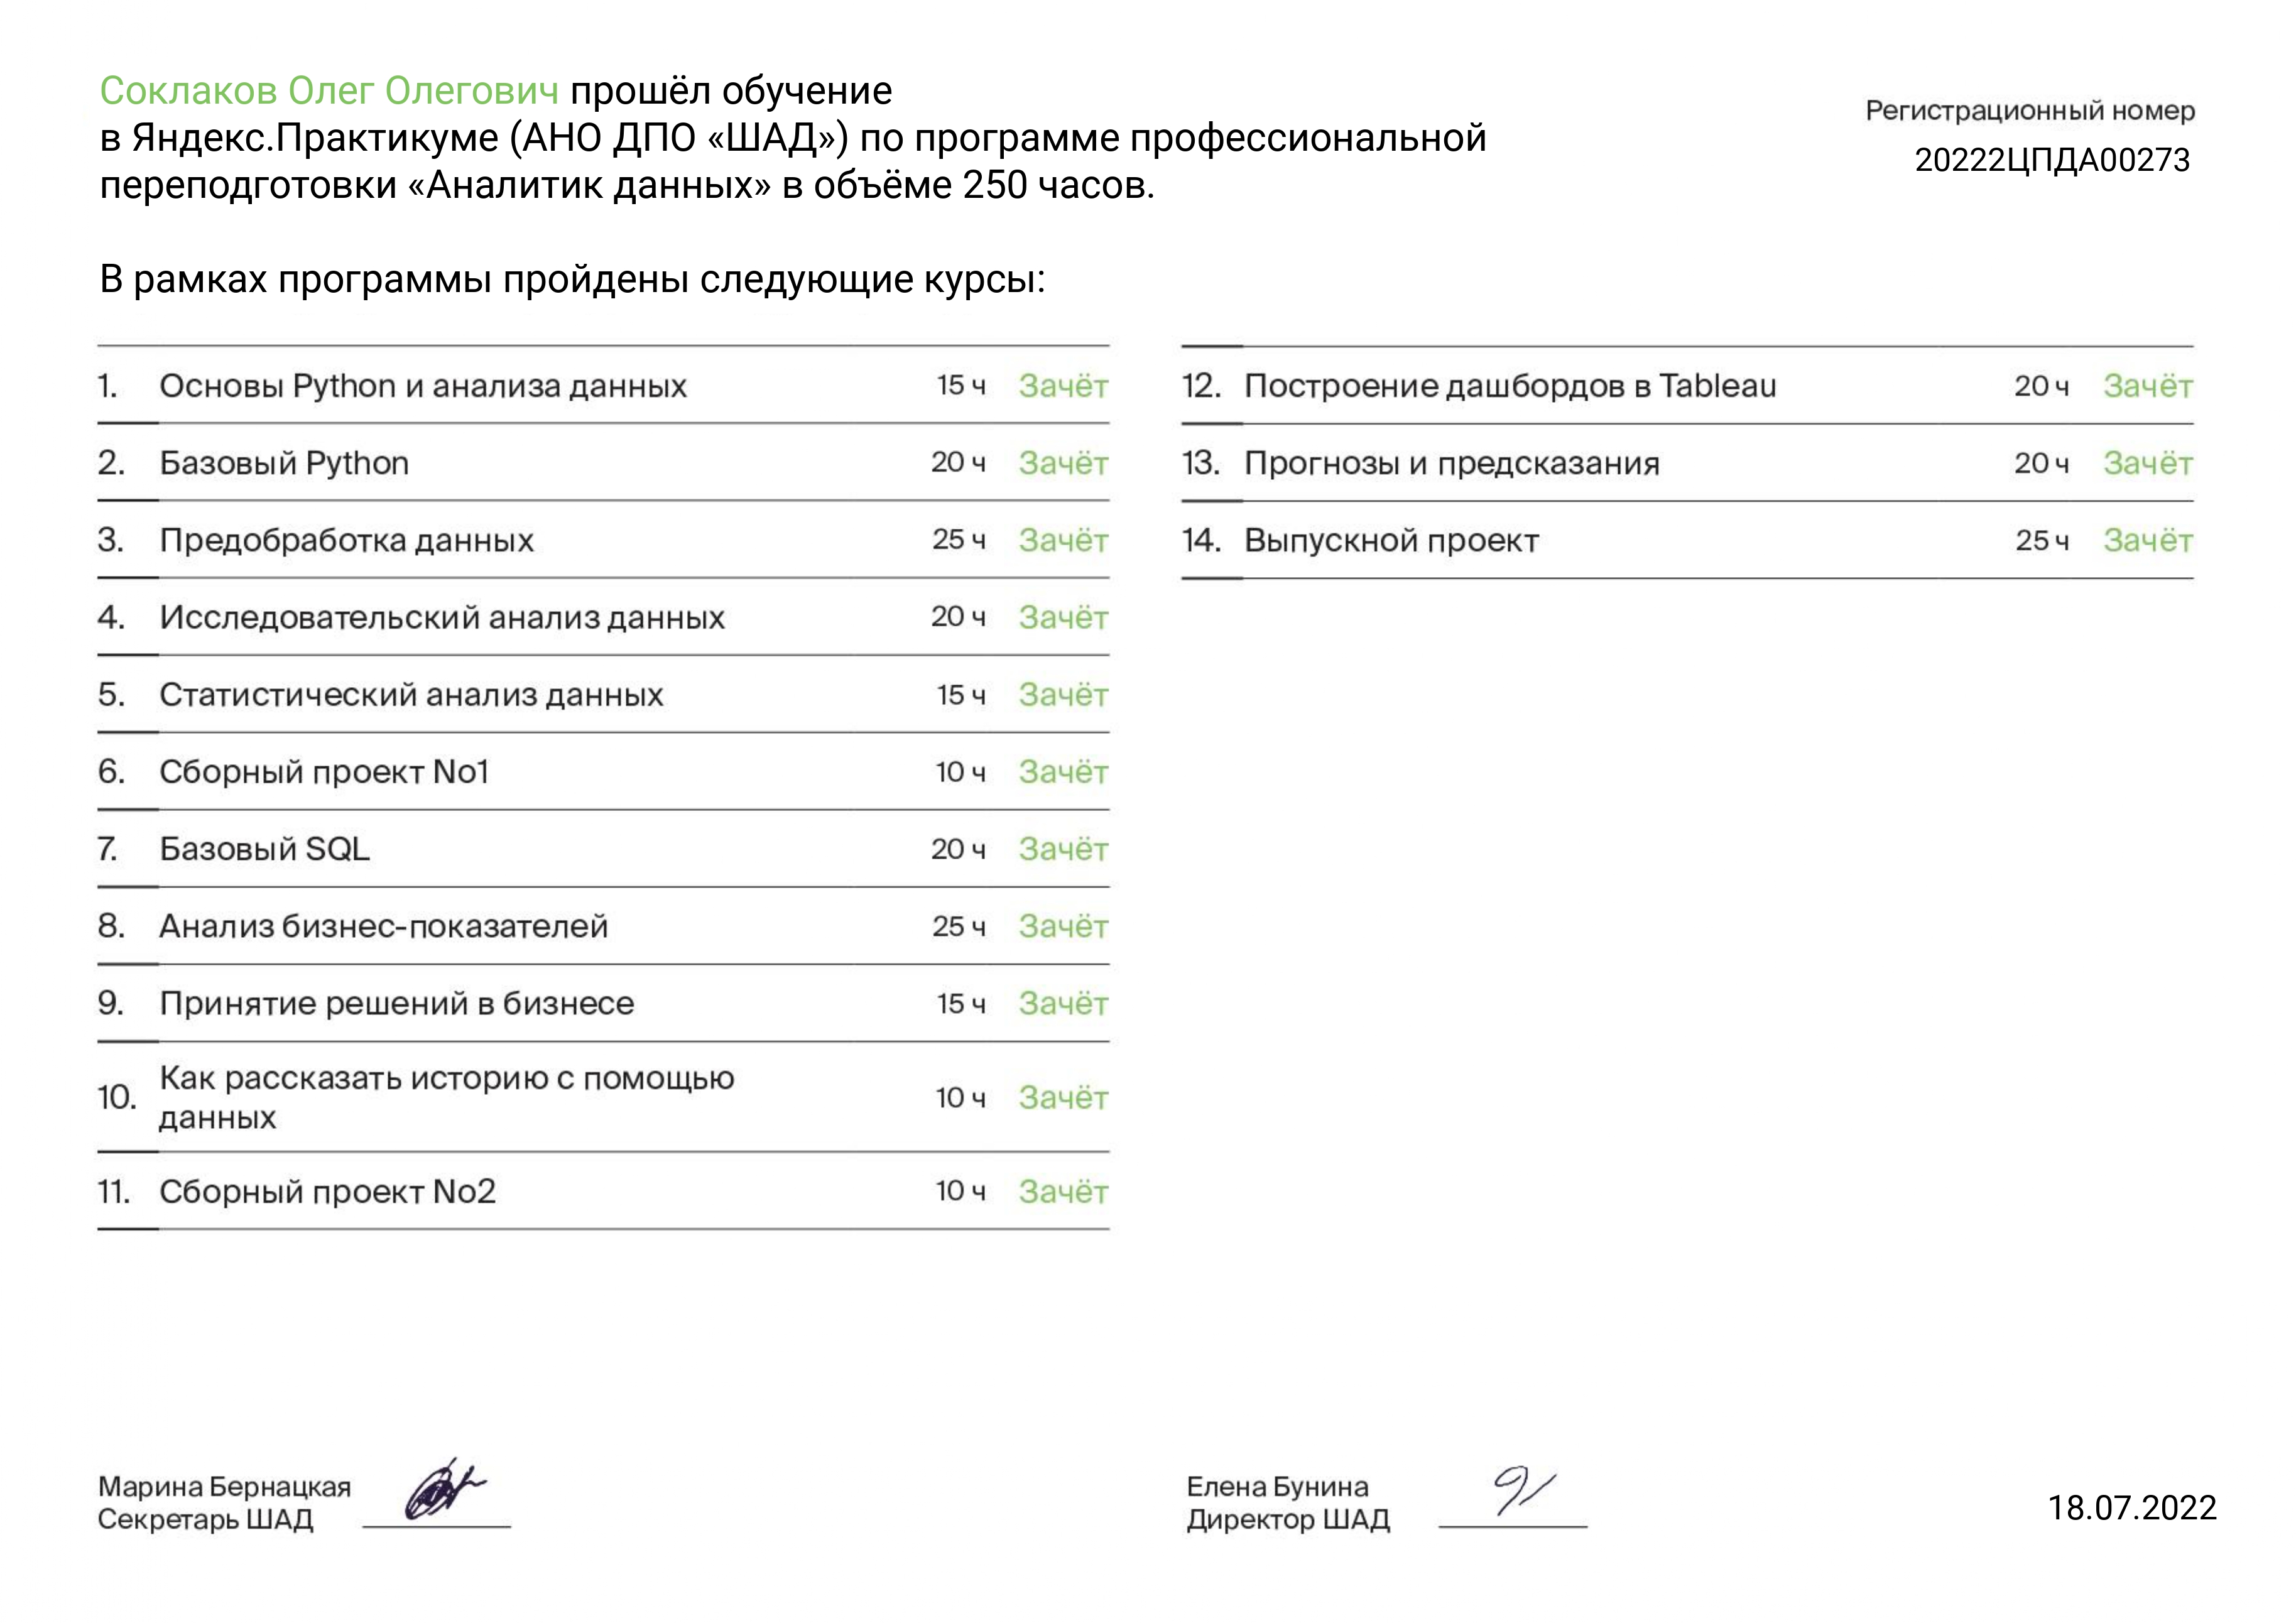 Соклаков Олег Олегович прошёл обучение
в Яндекс.Практикуме (АНО ДПО «ШАД») по программе профессиональной
переподготовки «Аналитик данных» в объёме 250 часов.
Регистрационный номер
20222ЦПДА00273
В рамках программы пройдены следующие курсы:
1. Основы Python и анализа данных 15 ч Зачёт
2. Базовый Python 20 ч Зачёт
3. Предобработка данных 25 ч Зачёт
4. Исследовательский анализ данных 20 ч Зачёт
5. Статистический анализ данных 15 ч Зачёт
6. Сборный проект No1 10 ч Зачёт
7. Базовый SQL 20 ч Зачёт
8. Анализ бизнес-показателей 25 ч Зачёт
9. Принятие решений в бизнесе 15 ч Зачёт
10. Как рассказать историю с помощью
данных 10 ч Зачёт
11. Сборный проект No2 10 ч Зачёт
12. Построение дашбордов в Tableau 20 ч Зачёт
13. Прогнозы и предсказания 20 ч Зачёт
14. Выпускной проект 25 ч Зачёт
Марина Бернацкая
Секретарь ШАД
Елена Бунина
Директор ШАД
18.07.2022